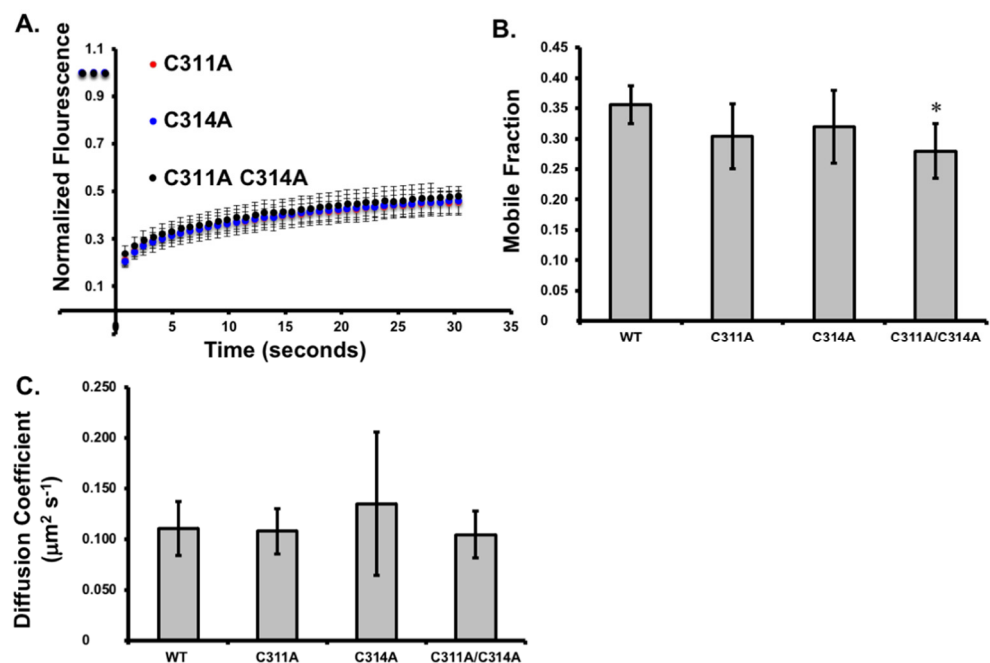 A.
Normalized Flourescence
1.1
0.9
0.7
0.5
0.3
0.1
C311A
C314A
C311A C314A
0 5 10 15 20 25 30 35
Time (seconds)
B.
Mobile Fraction
0.45
0.40
0.35
0.30
0.25
0.20
0.15
0.10
0.05
0
*
WT C311A C314A C311A/C314A
C.
Diffusion Coefficient
(μm² s⁻¹)
0.250
0.200
0.150
0.100
0.050
0
WT C311A C314A C311A/C314A